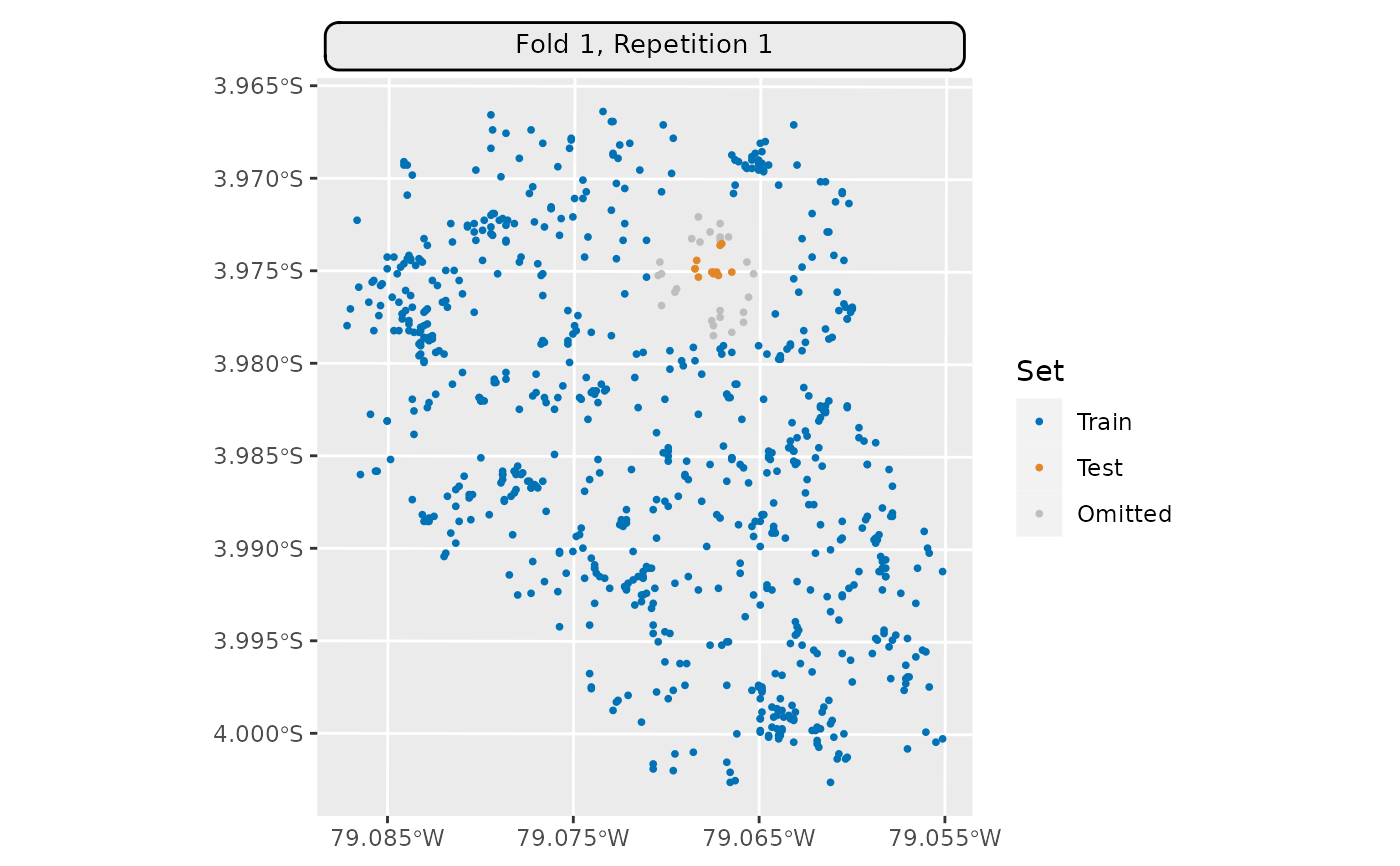 Fold 1, Repetition 1
3.965°S
3.970°S
3.975°S
3.980°S
3.985°S
3.990°S
3.995°S
4.000°S
79.085°W 79.075°W 79.065°W 79.055°W
Set
Train
Test
Omitted